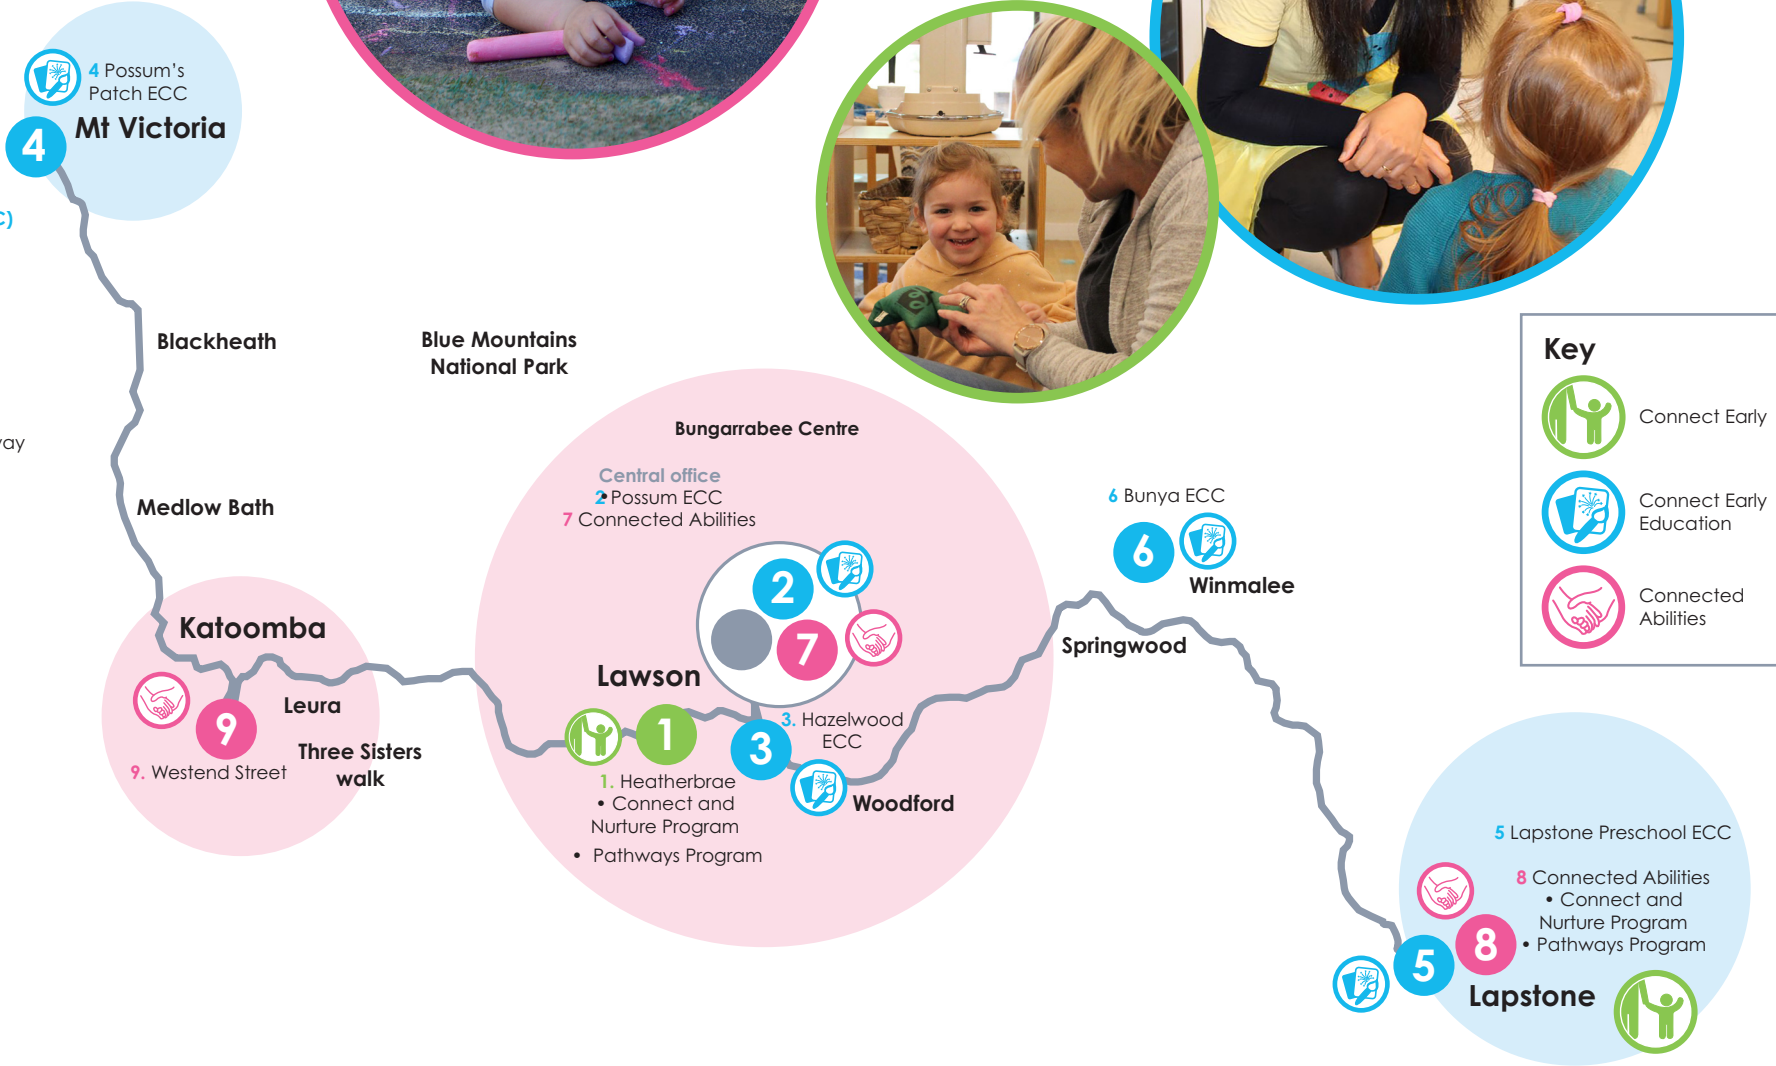 4 Possum's
Patch ECC
Mt Victoria
4
C)
Blackheath
Blue Mountains
National Park
way
Medlow Bath
Bungarrabee Centre
Central office
2 • Possum ECC
7 Connected Abilities
2
7
6 Bunya ECC
6
Winmalee
Springwood
Key
Connect Early
Connect Early
Education
Connected
Abilities
Katoomba
9
Leura
9. Westend Street
Three Sisters
walk
Lawson
1
3
3. Hazelwood
ECC
1. Heatherbrae
• Connect and
Nurture Program
• Pathways Program
Woodford
5 Lapstone Preschool ECC
8 Connected Abilities
• Connect and
Nurture Program
• Pathways Program
8
5
Lapstone